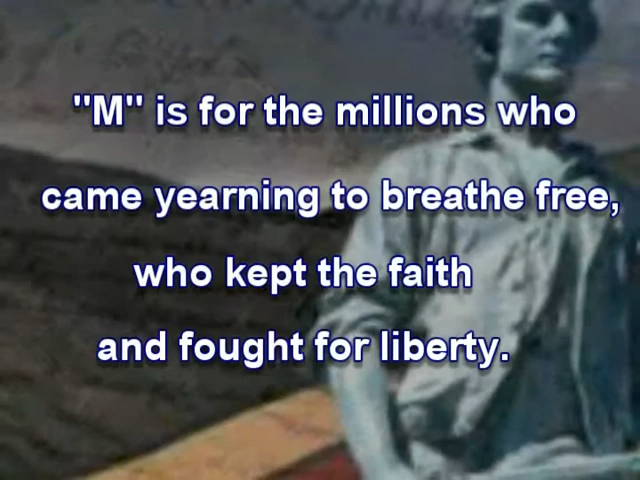 "M" is for the millions who
came yearning to breathe free,
who kept the faith
and fought for liberty.